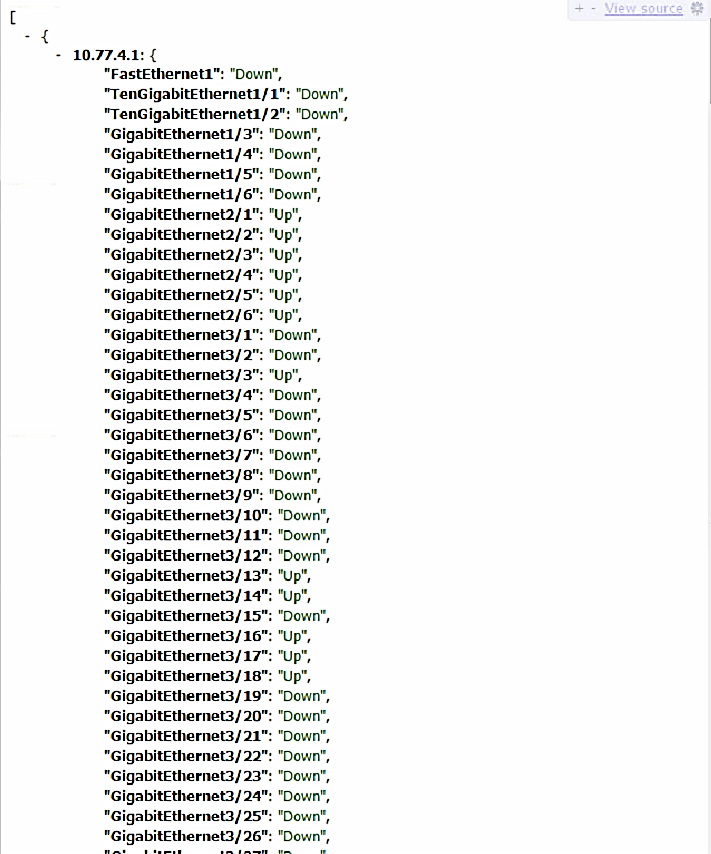 + - View source
[
- {
- 10.77.4.1: {
"FastEthernet1": "Down",
"TenGigabitEthernet1/1": "Down",
"TenGigabitEthernet1/2": "Down",
"GigabitEthernet1/3": "Down",
"GigabitEthernet1/4": "Down",
"GigabitEthernet1/5": "Down",
"GigabitEthernet1/6": "Down",
"GigabitEthernet2/1": "Up",
"GigabitEthernet2/2": "Up",
"GigabitEthernet2/3": "Up",
"GigabitEthernet2/4": "Up",
"GigabitEthernet2/5": "Up",
"GigabitEthernet2/6": "Up",
"GigabitEthernet3/1": "Down",
"GigabitEthernet3/2": "Down",
"GigabitEthernet3/3": "Up",
"GigabitEthernet3/4": "Down",
"GigabitEthernet3/5": "Down",
"GigabitEthernet3/6": "Down",
"GigabitEthernet3/7": "Down",
"GigabitEthernet3/8": "Down",
"GigabitEthernet3/9": "Down",
"GigabitEthernet3/10": "Down",
"GigabitEthernet3/11": "Down",
"GigabitEthernet3/12": "Down",
"GigabitEthernet3/13": "Up",
"GigabitEthernet3/14": "Up",
"GigabitEthernet3/15": "Down",
"GigabitEthernet3/16": "Up",
"GigabitEthernet3/17": "Up",
"GigabitEthernet3/18": "Up",
"GigabitEthernet3/19": "Down",
"GigabitEthernet3/20": "Down",
"GigabitEthernet3/21": "Down",
"GigabitEthernet3/22": "Down",
"GigabitEthernet3/23": "Down",
"GigabitEthernet3/24": "Down",
"GigabitEthernet3/25": "Down",
"GigabitEthernet3/26": "Down",